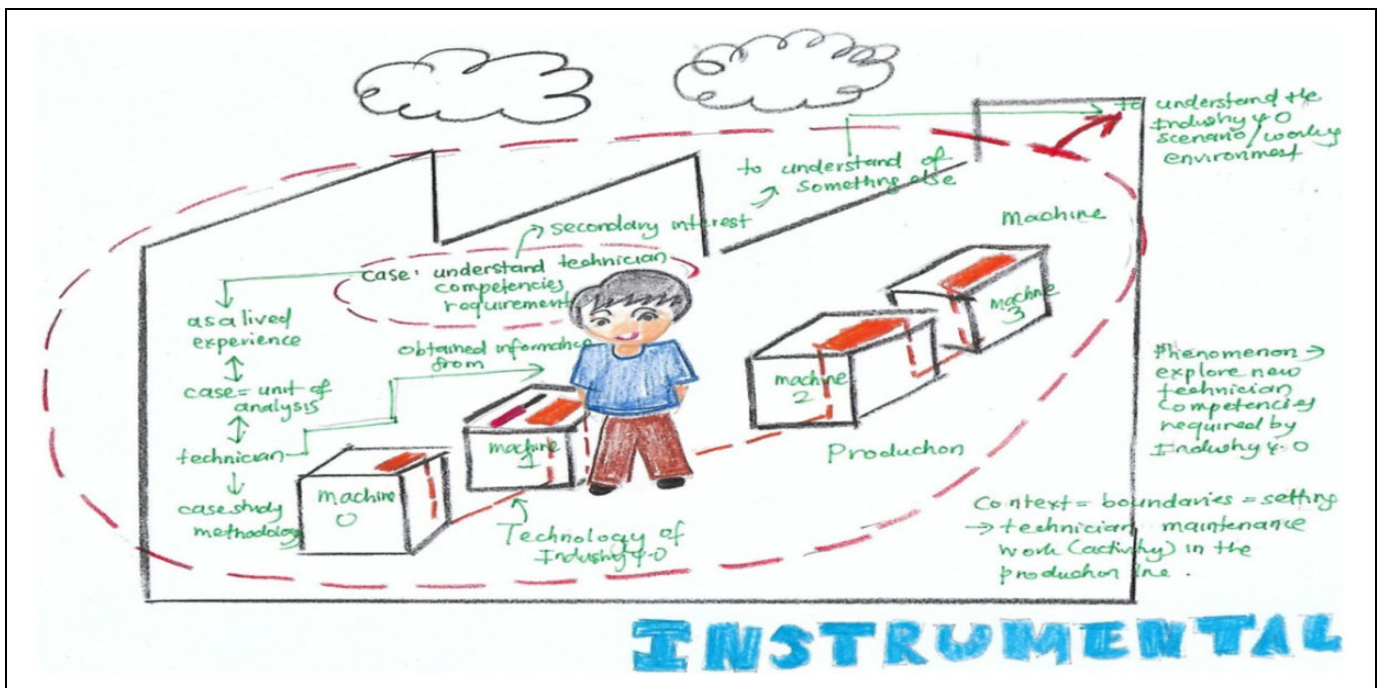 to understand the
Industry 4.0
scenario/working
environment
to understand of
something else
→ secondary interest
machine
case: understand technician
competencies
requirement
as a lived
experience
case = unit of
analysis
technician
case study
methodology
obtained information
from
machine
0
machine
1
machine
2
machine
3
Technology of
Industry 4.0
Production
Phenomenon →
explore new
technician
competencies
required by
Industry 4.0
Context = boundaries = setting
→ technician maintenance
work (activity) in the
production line.
INSTRUMENTAL